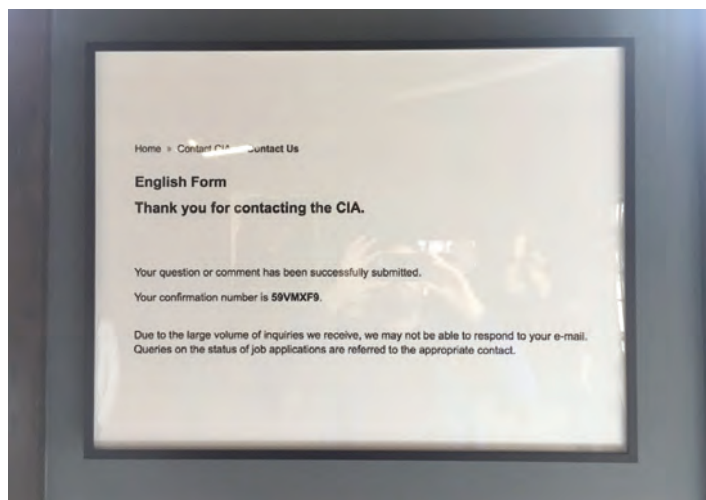 Home » Contact CIA » Contact Us
English Form
Thank you for contacting the CIA.
Your question or comment has been successfully submitted.
Your confirmation number is 59VMXF9.
Due to the large volume of inquiries we receive, we may not be able to respond to your e-mail.
Queries on the status of job applications are referred to the appropriate contact.